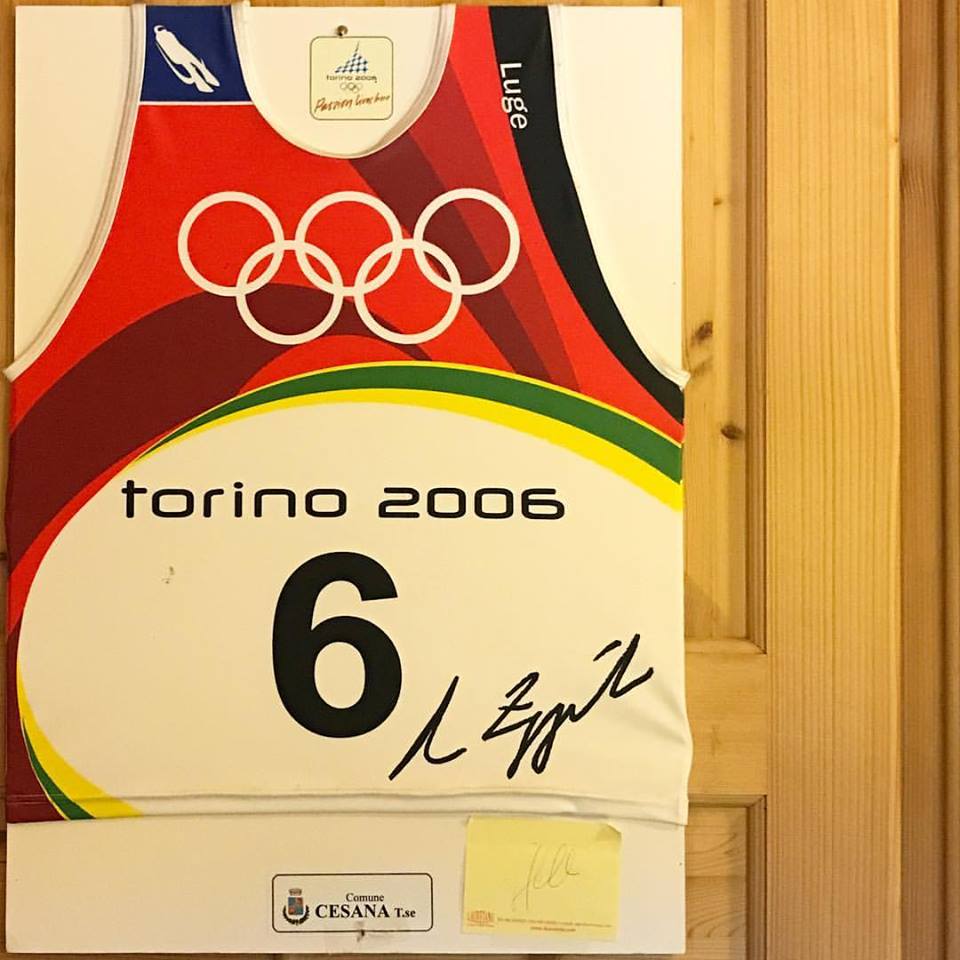 torino 2006
Passion lives here
Luge
torino 2006
6
Comune
CESANA T.se